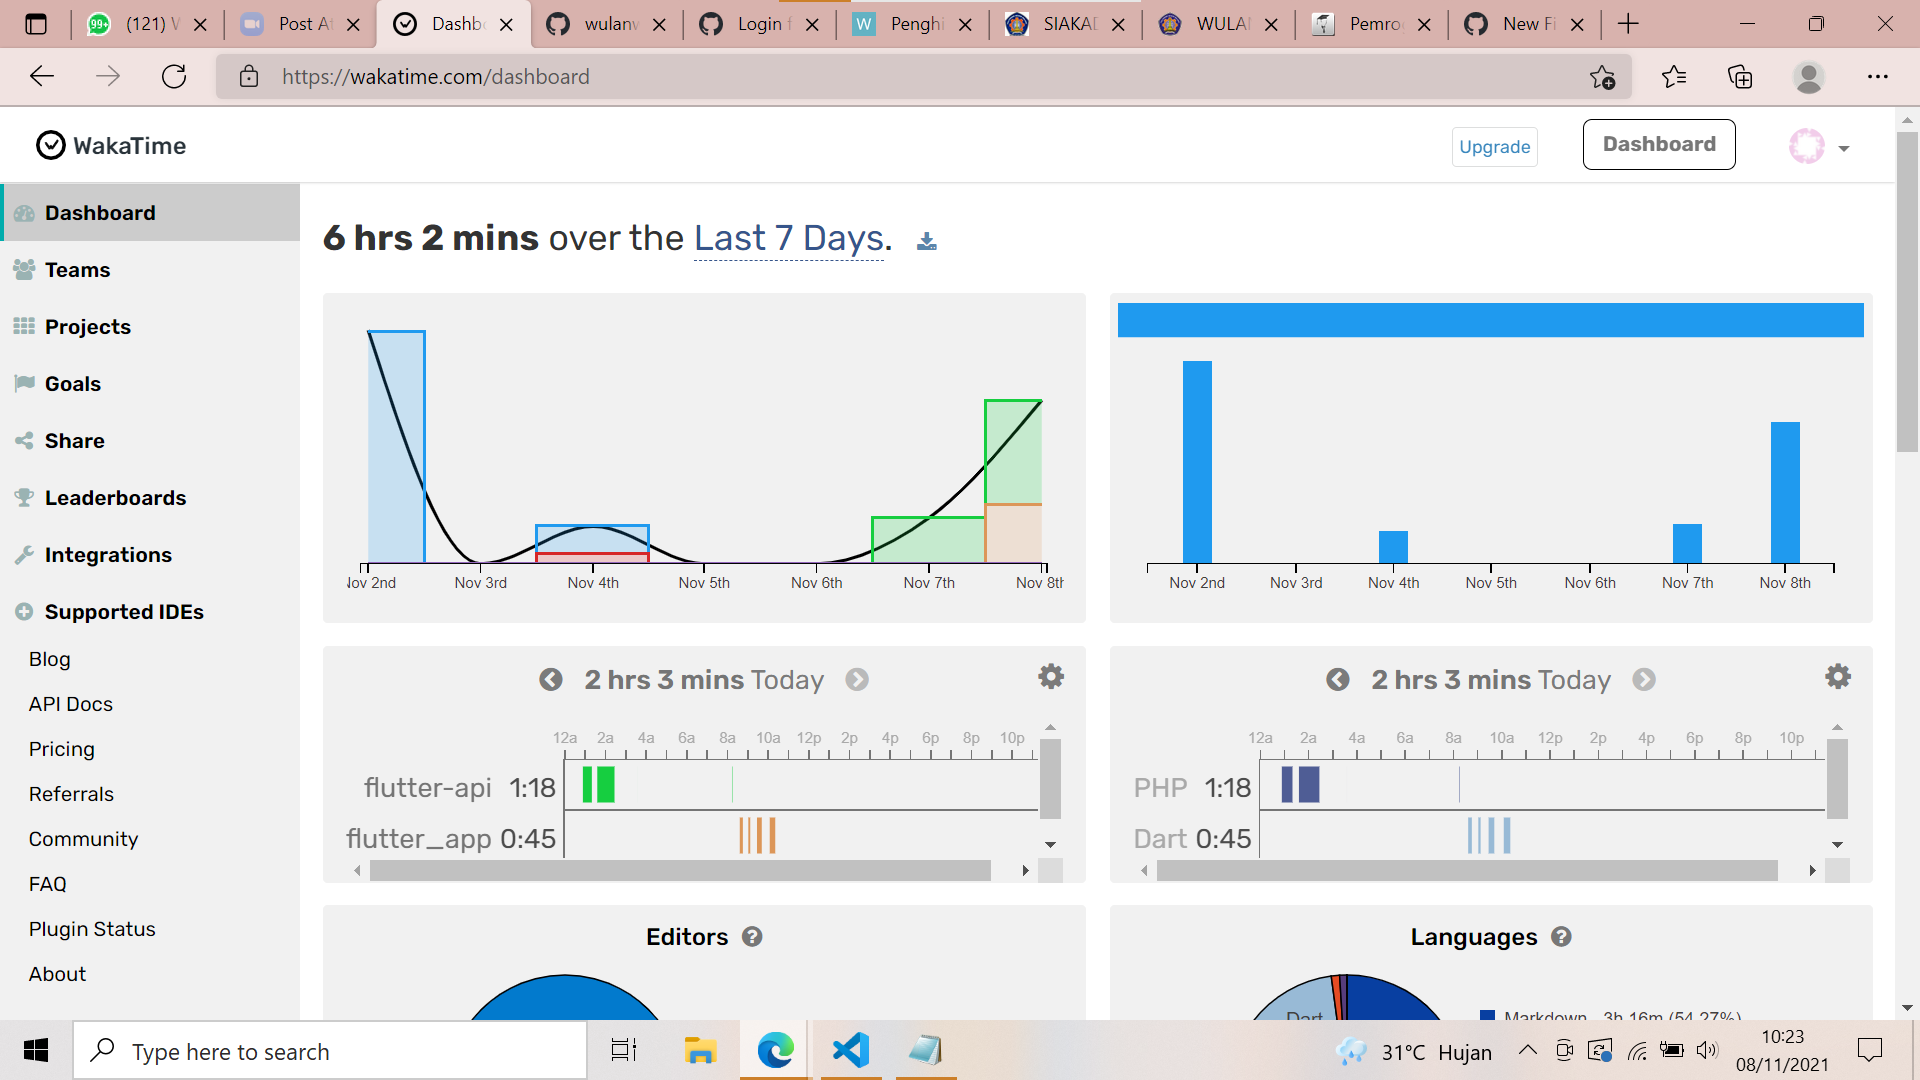 (121) W
Post At
Dashbo
wulanw
Login f
Penghi
SIAKAD
WULAN
Pemrog
New Fi
https://wakatime.com/dashboard
WakaTime
Upgrade
Dashboard
Dashboard
Teams
Projects
Goals
Share
Leaderboards
Integrations
Supported IDEs
Blog
API Docs
Pricing
Referrals
Community
FAQ
Plugin Status
About
6 hrs 2 mins over the Last 7 Days.
Nov 2nd Nov 3rd Nov 4th Nov 5th Nov 6th Nov 7th Nov 8th
Nov 2nd Nov 3rd Nov 4th Nov 5th Nov 6th Nov 7th Nov 8th
2 hrs 3 mins Today
12a 2a 4a 6a 8a 10a 12p 2p 4p 6p 8p 10p
flutter-api 1:18
flutter_app 0:45
2 hrs 3 mins Today
12a 2a 4a 6a 8a 10a 12p 2p 4p 6p 8p 10p
PHP 1:18
Dart 0:45
Editors
Languages
Dart
Markdown - 3h 16m (54.27%)
Type here to search
31°C Hujan
10:23
08/11/2021